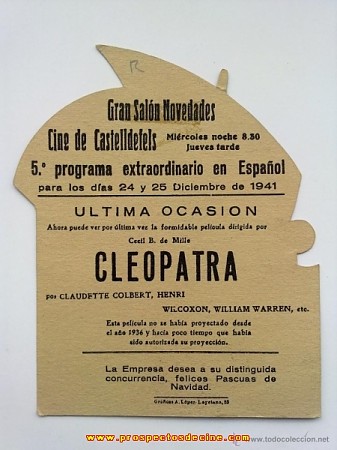 R
Gran Salón Novedades
Cine de Castelldefels Miércoles noche 8.30
Jueves tarde
5.º programa extraordinario en Español
para los días 24 y 25 Diciembre de 1941
ULTIMA OCASION
Ahora puede ver por última vez la formidable película dirigida por
Cecil B. de Mille
CLEOPATRA
por CLAUDETTE COLBERT, HENRI
WILCOXON, WILLIAM WARREN, etc.
Esta película no se había proyectado desde
el año 1936 y hacía poco tiempo que había
sido autorizada su proyección.
La Empresa desea a su distinguida
concurrencia, felices Pascuas de
Navidad.
Gráficas A. López Layetana, 28
www.prospectosdecine.com
todocoleccion.net